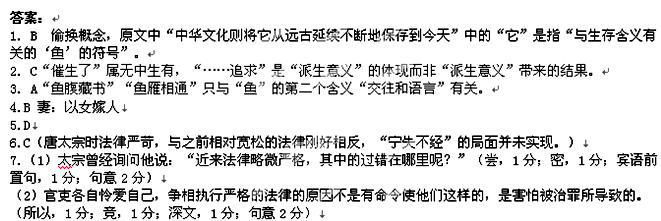 答案：
1. B 偷换概念，原文中“中华文化则将它从远古延续不断地保存到今天”中的“它”是指“与生存含义有
关的‘鱼’的符号”。
2. C“催生了”属无中生有，“……追求”是“派生意义”的体现而非“派生意义”带来的结果。
3. A“鱼腹藏书”“鱼雁相通”只与“鱼”的第二个含义“交往和语言”有关。
4.B 妻：以女嫁人↓
5.D
6.C（唐太宗时法律严苛，与之前相对宽松的法律刚好相反，“宁失不经”的局面并未实现。）↓
7.（1）太宗曾经询问他说：“近来法律略微严格，其中的过错在哪里呢？”（尝，1分；密，1分；宾语前
置句，1分；句意2分）↓
（2）官吏各自怜爱自己，争相执行严格的法律的原因不是有命令使他们这样的，是害怕被治罪所导致的。
（所以，1分；竞，1分；深文，1分；句意2分）↓